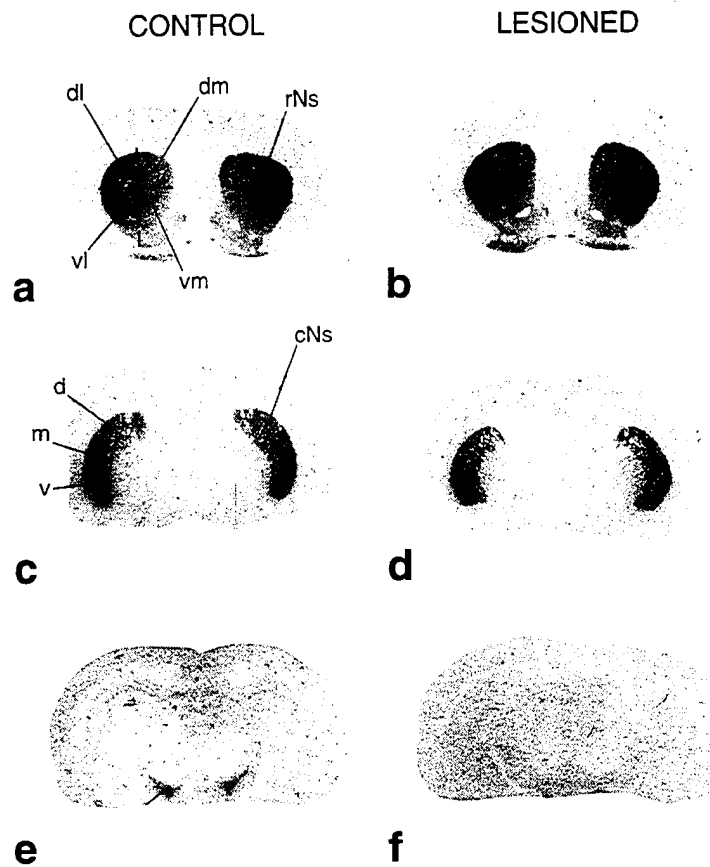 CONTROL LESIONED
dl dm rNs
vl vm
a b
cNs
d
m
v
c d
e f